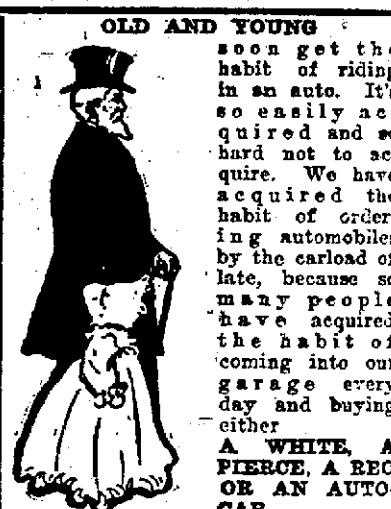 OLD AND YOUNG
soon get the
habit of riding
in an auto. It's
so easily ac
quired and so
hard not to ac
quire. We have
acquired the
habit of order
ing automobiles
by the carload of
late, because so
many people
have acquired
the habit of
coming into our
garage every
day and buying
either
A WHITE, A
PIERCE, A REO
OR AN AUTO-
CAR